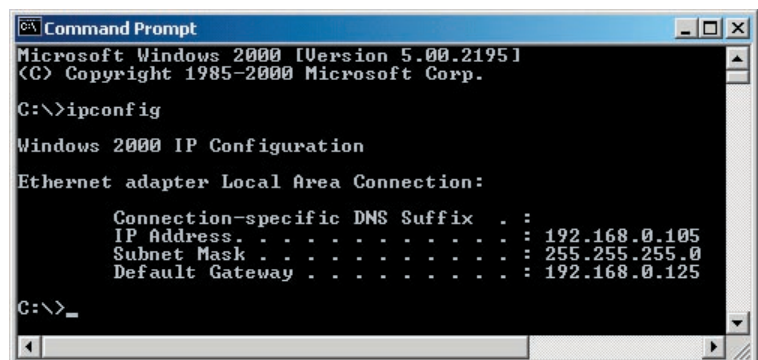 Command Prompt
Microsoft Windows 2000 [Version 5.00.2195]
(C) Copyright 1985-2000 Microsoft Corp.
C:\>ipconfig
Windows 2000 IP Configuration
Ethernet adapter Local Area Connection:
Connection-specific DNS Suffix . :
IP Address. . . . . . . . . . . . : 192.168.0.105
Subnet Mask . . . . . . . . . . . : 255.255.255.0
Default Gateway . . . . . . . . . : 192.168.0.125
C:\>_